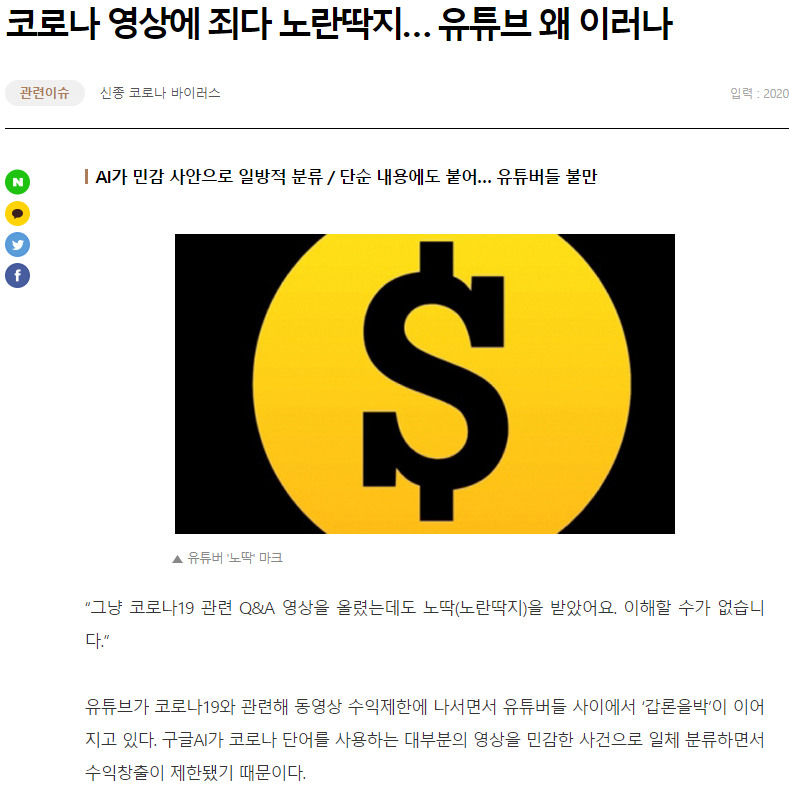 코로나 영상에 죄다 노란딱지… 유튜브 왜 이러나
관련이슈 신종 코로나 바이러스 입력 : 2020
AI가 민감 사안으로 일방적 분류 / 단순 내용에도 붙어… 유튜버들 불만
N
f
$
▲ 유튜버 '노딱' 마크
“그냥 코로나19 관련 Q&A 영상을 올렸는데도 노딱(노란딱지)을 받았어요. 이해할 수가 없습니
다.”
유튜브가 코로나19와 관련해 동영상 수익제한에 나서면서 유튜버들 사이에서 ‘갑론을박’이 이어
지고 있다. 구글AI가 코로나 단어를 사용하는 대부분의 영상을 민감한 사건으로 일체 분류하면서
수익창출이 제한됐기 때문이다.